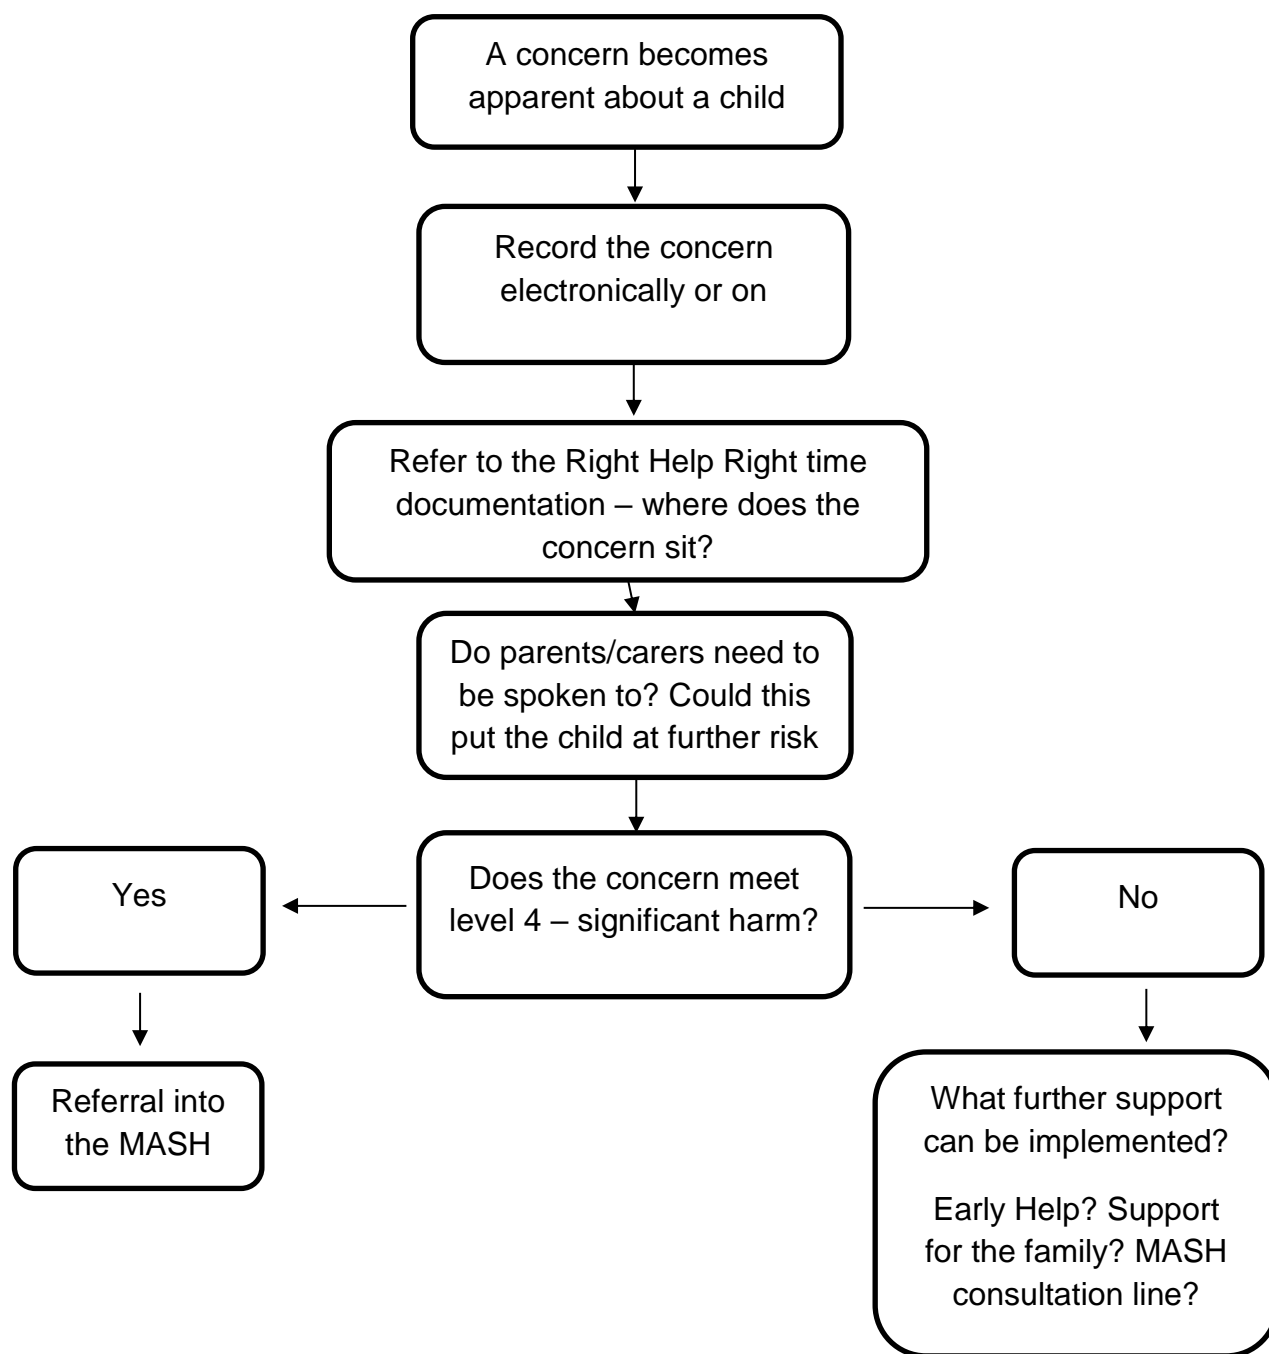 A concern becomes
apparent about a child
Record the concern
electronically or on
Refer to the Right Help Right time
documentation – where does the
concern sit?
Do parents/carers need to
be spoken to? Could this
put the child at further risk
Does the concern meet
level 4 – significant harm?
Yes
No
Referral into
the MASH
What further support
can be implemented?
Early Help? Support
for the family? MASH
consultation line?